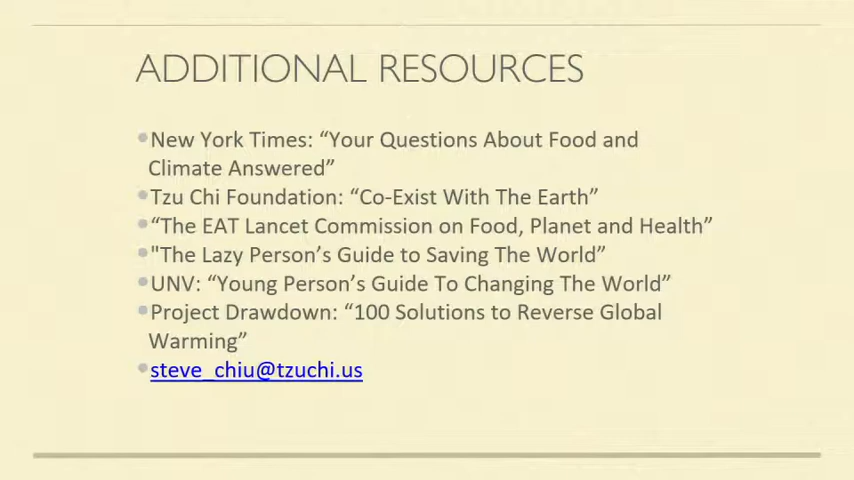 ADDITIONAL RESOURCES
•New York Times: “Your Questions About Food and
Climate Answered”
•Tzu Chi Foundation: “Co-Exist With The Earth”
•“The EAT Lancet Commission on Food, Planet and Health”
•"The Lazy Person’s Guide to Saving The World”
•UNV: “Young Person’s Guide To Changing The World”
•Project Drawdown: “100 Solutions to Reverse Global
Warming”
•steve_chiu@tzuchi.us